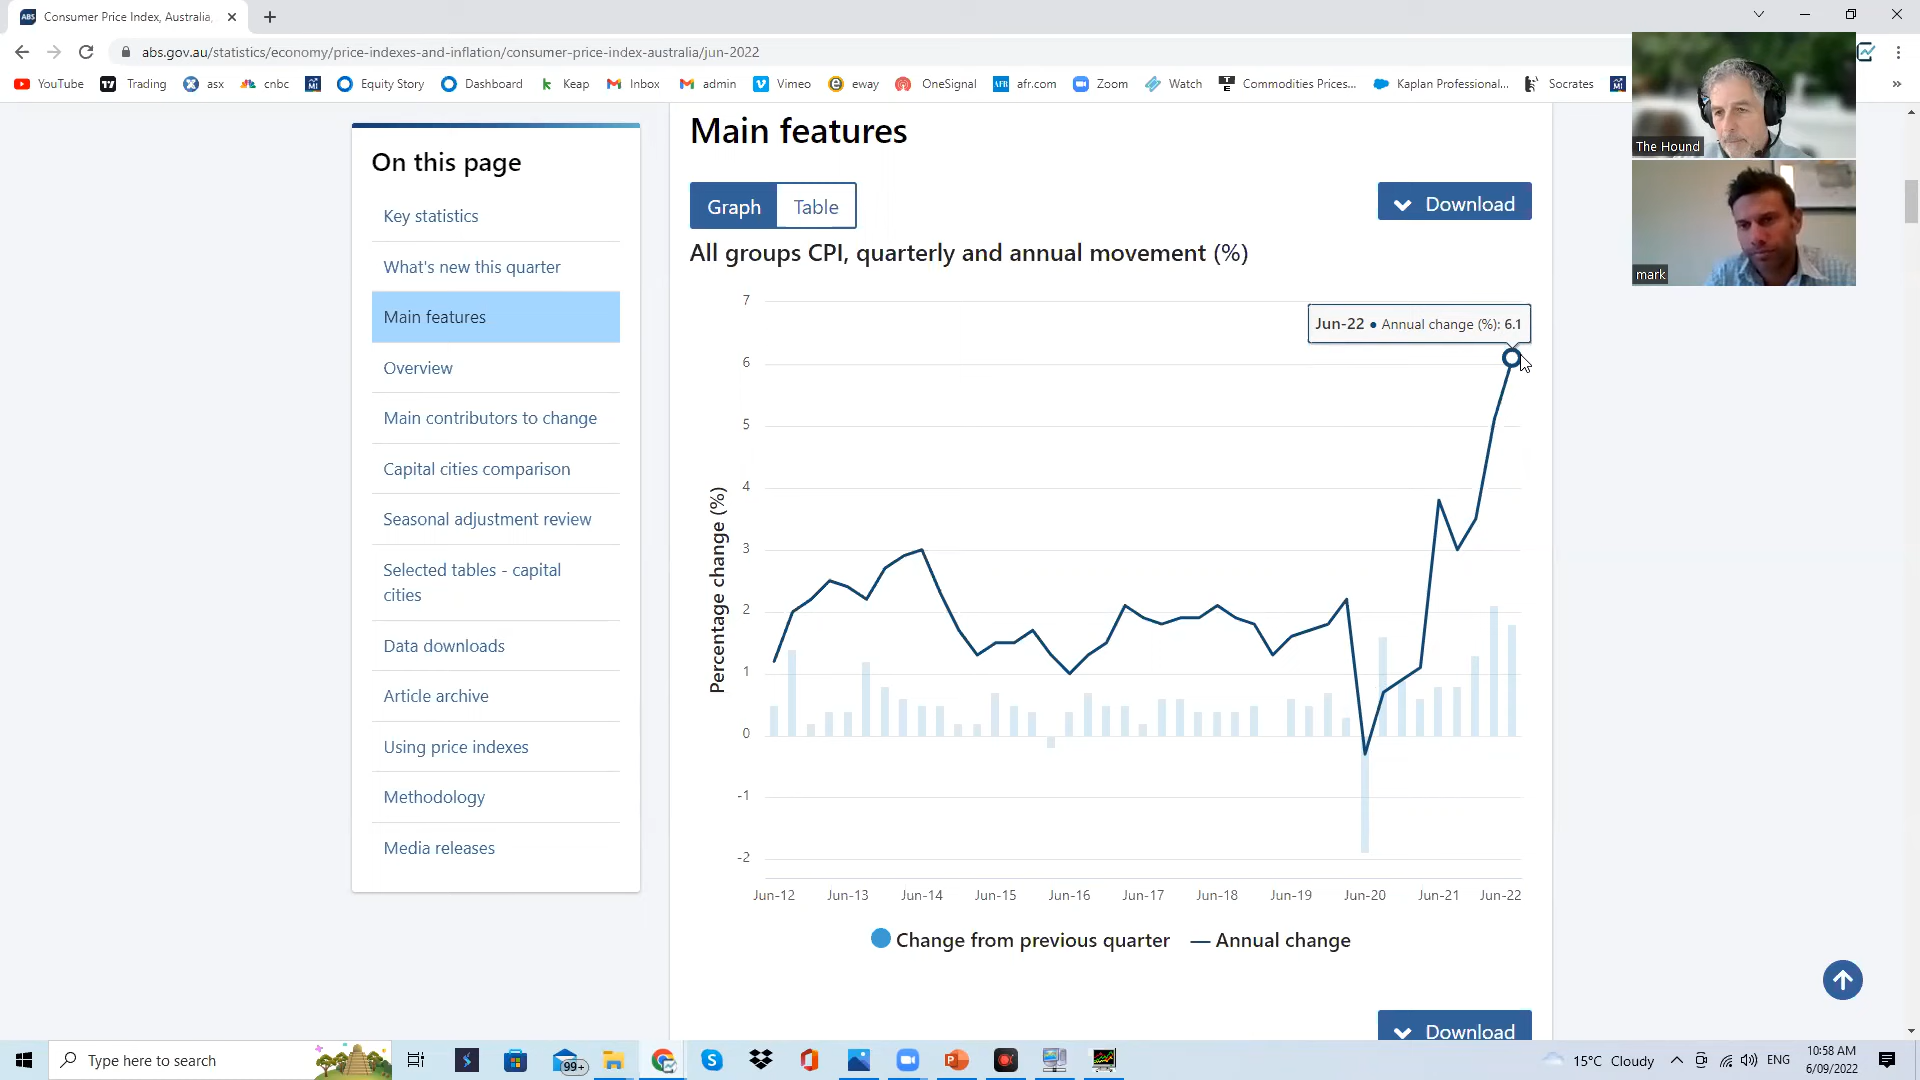 ABS Consumer Price Index, Australia,
abs.gov.au/statistics/economy/price-indexes-and-inflation/consumer-price-index-australia/jun-2022
YouTube Trading asx cnbc MI Equity Story Dashboard Keap Inbox admin Vimeo eway OneSignal AFR afr.com Zoom Watch Commodities Prices... Kaplan Professional... Socrates MI »
The Hound
mark
On this page
Key statistics
What's new this quarter
Main features
Overview
Main contributors to change
Capital cities comparison
Seasonal adjustment review
Selected tables - capital
cities
Data downloads
Article archive
Using price indexes
Methodology
Media releases
Main features
Graph Table
Download
All groups CPI, quarterly and annual movement (%)
Jun-22 ● Annual change (%): 6.1
Percentage change (%)
7
6
5
4
3
2
1
0
-1
-2
Jun-12 Jun-13 Jun-14 Jun-15 Jun-16 Jun-17 Jun-18 Jun-19 Jun-20 Jun-21 Jun-22
Change from previous quarter — Annual change
Download
Type here to search
99+
15°C Cloudy
ENG
10:58 AM
6/09/2022